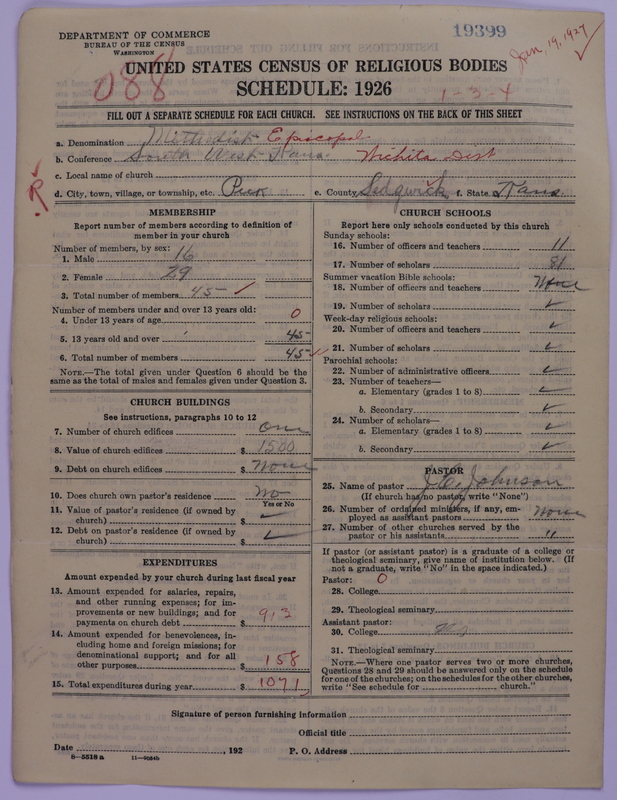 DEPARTMENT OF COMMERCE
BUREAU OF THE CENSUS
WASHINGTON
19399
Jan, 19, 1927
088
UNITED STATES CENSUS OF RELIGIOUS BODIES
SCHEDULE: 1926
1-3-4
FILL OUT A SEPARATE SCHEDULE FOR EACH CHURCH. SEE INSTRUCTIONS ON THE BACK OF THIS SHEET
a. Denomination Methodist Episcopal
b. Conference South West Kans. Wichita Dist
c. Local name of church
d. City, town, village, or township, etc. Peck e. County Sedgwick f. State Kans.
MEMBERSHIP
Report number of members according to definition of
member in your church
Number of members, by sex:
1. Male 16
2. Female 29
3. Total number of members 45
Number of members under and over 13 years old:
4. Under 13 years of age 0
5. 13 years old and over 45
6. Total number of members 45
NOTE.—The total given under Question 6 should be the
same as the total of males and females given under Question 3.
CHURCH BUILDINGS
See instructions, paragraphs 10 to 12
7. Number of church edifices One
8. Value of church edifices $ 1500
9. Debt on church edifices $ None
10. Does church own pastor's residence No
Yes or No
11. Value of pastor's residence (if owned by
church) $ ✓
12. Debt on pastor's residence (if owned by
church) $ ✓
EXPENDITURES
Amount expended by your church during last fiscal year
13. Amount expended for salaries, repairs,
and other running expenses; for im-
provements or new buildings; and for
payments on church debt $ 913
14. Amount expended for benevolences, in-
cluding home and foreign missions; for
denominational support; and for all
other purposes $ 158
15. Total expenditures during year $ 1071
CHURCH SCHOOLS
Report here only schools conducted by this church
Sunday schools:
16. Number of officers and teachers 11
17. Number of scholars 81
Summer vacation Bible schools:
18. Number of officers and teachers None
19. Number of scholars ✓
Week-day religious schools:
20. Number of officers and teachers ✓
21. Number of scholars ✓
Parochial schools:
22. Number of administrative officers ✓
23. Number of teachers—
a. Elementary (grades 1 to 8) ✓
b. Secondary ✓
24. Number of scholars—
a. Elementary (grades 1 to 8) ✓
b. Secondary ✓
PASTOR
25. Name of pastor Johnson
(If church has no pastor, write "None")
26. Number of ordained ministers, if any, em-
ployed as assistant pastors None
27. Number of other churches served by the
pastor or his assistants "
If pastor (or assistant pastor) is a graduate of a college or
theological seminary, give name of institution below. (If
not a graduate, write "No" in the space indicated.)
Pastor: 0
28. College
29. Theological seminary
Assistant pastor:
30. College No
31. Theological seminary
NOTE.—Where one pastor serves two or more churches,
Questions 28 and 29 should be answered only on the schedule
for one of the churches; on the schedules for the other churches,
write "See schedule for church."
Signature of person furnishing information
Official title
Date , 192 P. O. Address
8—5518a 11—9084b